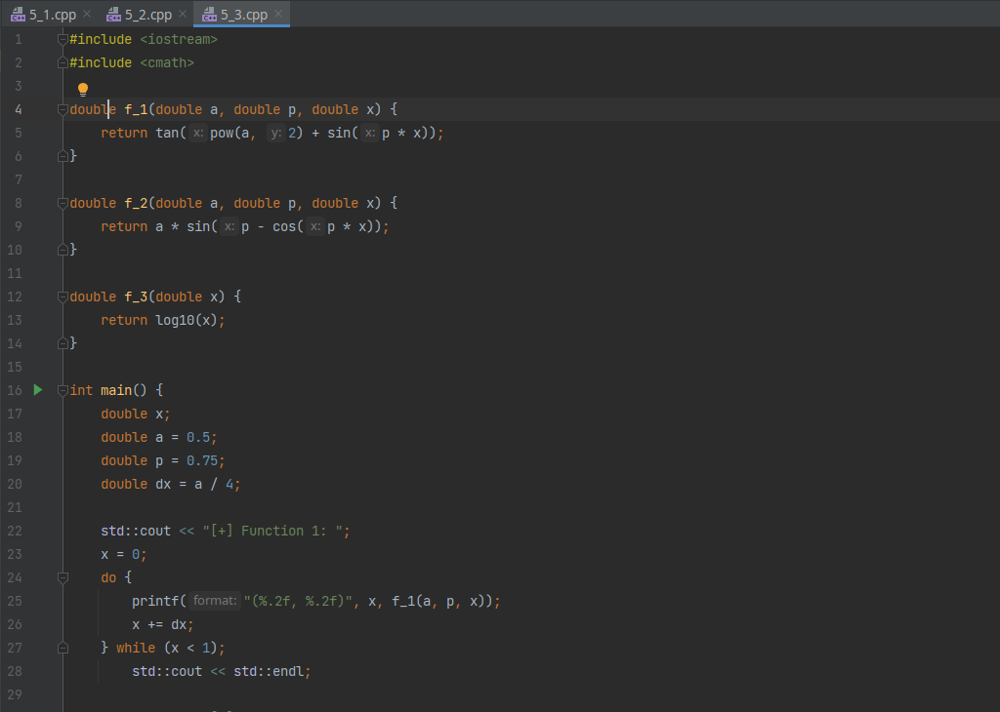 5_1.cpp 5_2.cpp 5_3.cpp
1 #include <iostream>
2 #include <cmath>
3
4 double f_1(double a, double p, double x) {
5 return tan( x: pow(a, y: 2) + sin( x: p * x));
6 }
7
8 double f_2(double a, double p, double x) {
9 return a * sin( x: p - cos( x: p * x));
10 }
11
12 double f_3(double x) {
13 return log10(x);
14 }
15
16 int main() {
17 double x;
18 double a = 0.5;
19 double p = 0.75;
20 double dx = a / 4;
21
22 std::cout << "[+] Function 1: ";
23 x = 0;
24 do {
25 printf( format: "(%.2f, %.2f)", x, f_1(a, p, x));
26 x += dx;
27 } while (x < 1);
28 std::cout << std::endl;
29